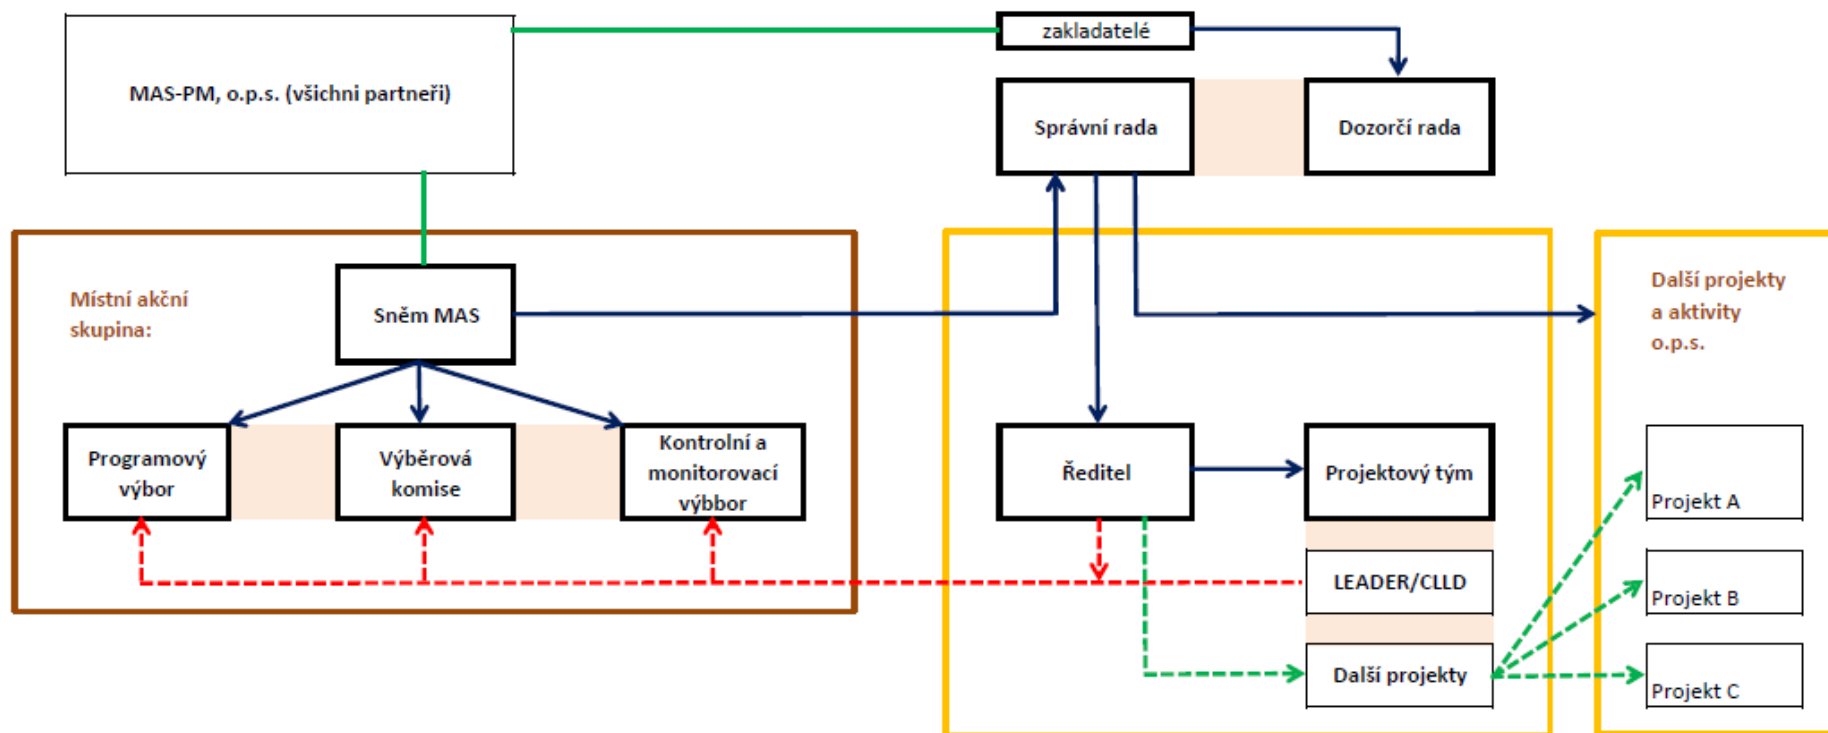 zakladatelé
MAS-PM, o.p.s. (všichni partneři)
Správní rada
Dozorčí rada
Místní akční
skupina:
Sněm MAS
Další projekty
a aktivity
o.p.s.
Programový
výbor
Výběrová
komise
Kontrolní a
monitorovací
výbbor
Ředitel
Projektový tým
Projekt A
LEADER/CLLD
Projekt B
Další projekty
Projekt C